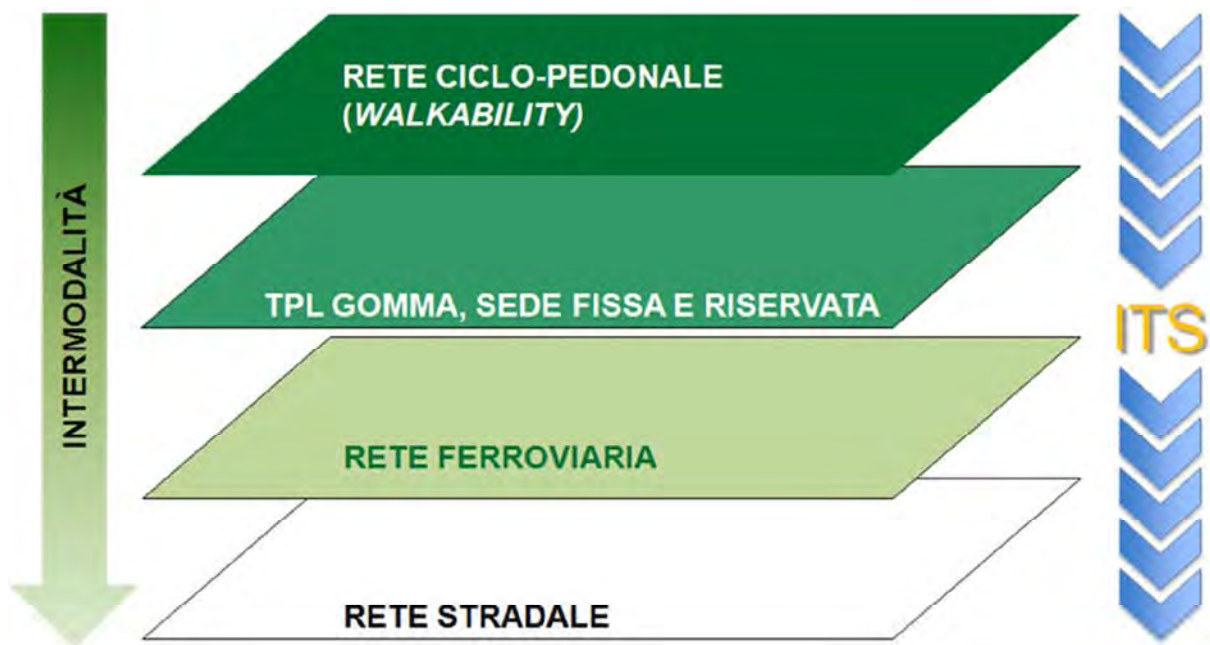 RETE CICLO-PEDONALE
(WALKABILITY)
INTERMODALITÀ
TPL GOMMA, SEDE FISSA E RISERVATA
ITS
RETE FERROVIARIA
RETE STRADALE